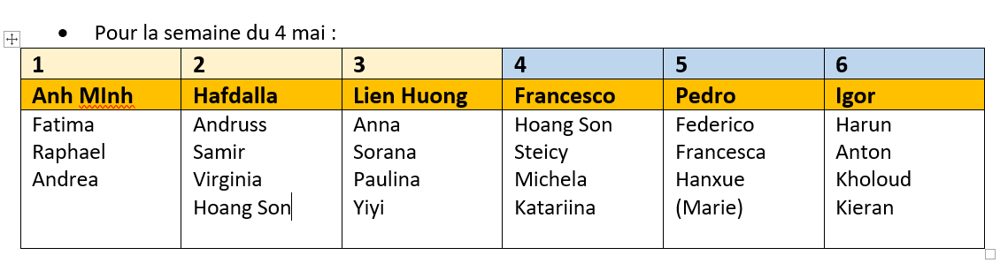 • Pour la semaine du 4 mai :
1 2 3 4 5 6
Anh MInh Hafdalla Lien Huong Francesco Pedro Igor
Fatima Andruss Anna Hoang Son Federico Harun
Raphael Samir Sorana Steicy Francesca Anton
Andrea Virginia Paulina Michela Hanxue Kholoud
Hoang Son Yiyi Katariina (Marie) Kieran